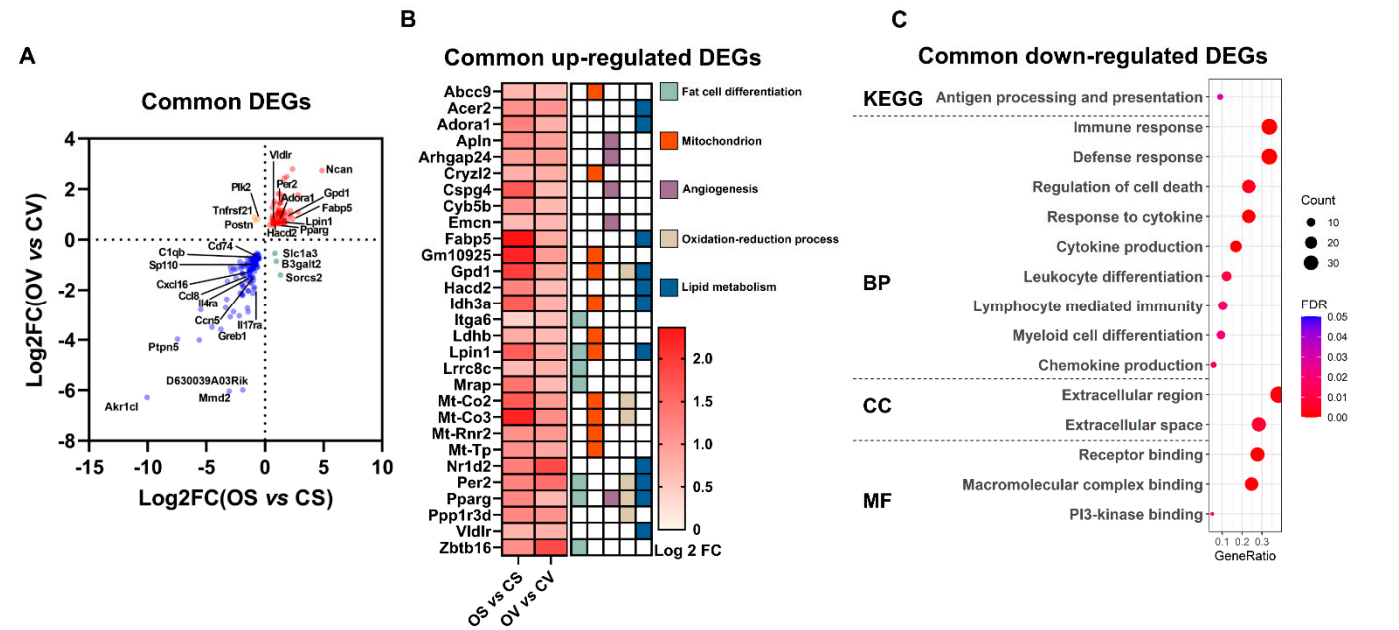 A
Common DEGs
Log2FC(OV vs CV)
4
2
0
-2
-4
-6
-8
-15
-10
-5
0
5
10
Log2FC(OS vs CS)
Vldlr
Ncan
Plk2
Per2
Gpd1
Adora1
Tnfrsf21
Fabp5
Postn
Lpin1
Hacd2
Pparg
Cd74
C1qb
Slc1a3
Sp110
B3galt2
Sorcs2
Cxcl16
Ccl8
Il4ra
Ccn5
Il17ra
Greb1
Ptpn5
D630039A03Rik
Mmd2
Akr1cl
B
Common up-regulated DEGs
Abcc9
Acer2
Adora1
Apln
Arhgap24
Cryzl2
Cspg4
Cyb5b
Emcn
Fabp5
Gm10925
Gpd1
Hacd2
Idh3a
Itga6
Ldhb
Lpin1
Lrrc8c
Mrap
Mt-Co2
Mt-Co3
Mt-Rnr2
Mt-Tp
Nr1d2
Per2
Pparg
Ppp1r3d
Vldlr
Zbtb16
OS vs CS
OV vs CV
Fat cell differentiation
Mitochondrion
Angiogenesis
Oxidation-reduction process
Lipid metabolism
2.0
1.5
1.0
0.5
0
Log 2 FC
C
Common down-regulated DEGs
KEGG
Antigen processing and presentation
BP
Immune response
Defense response
Regulation of cell death
Response to cytokine
Cytokine production
Leukocyte differentiation
Lymphocyte mediated immunity
Myeloid cell differentiation
Chemokine production
CC
Extracellular region
Extracellular space
MF
Receptor binding
Macromolecular complex binding
PI3-kinase binding
0.1 0.2 0.3
GeneRatio
Count
10
20
30
FDR
0.05
0.04
0.03
0.02
0.01
0.00